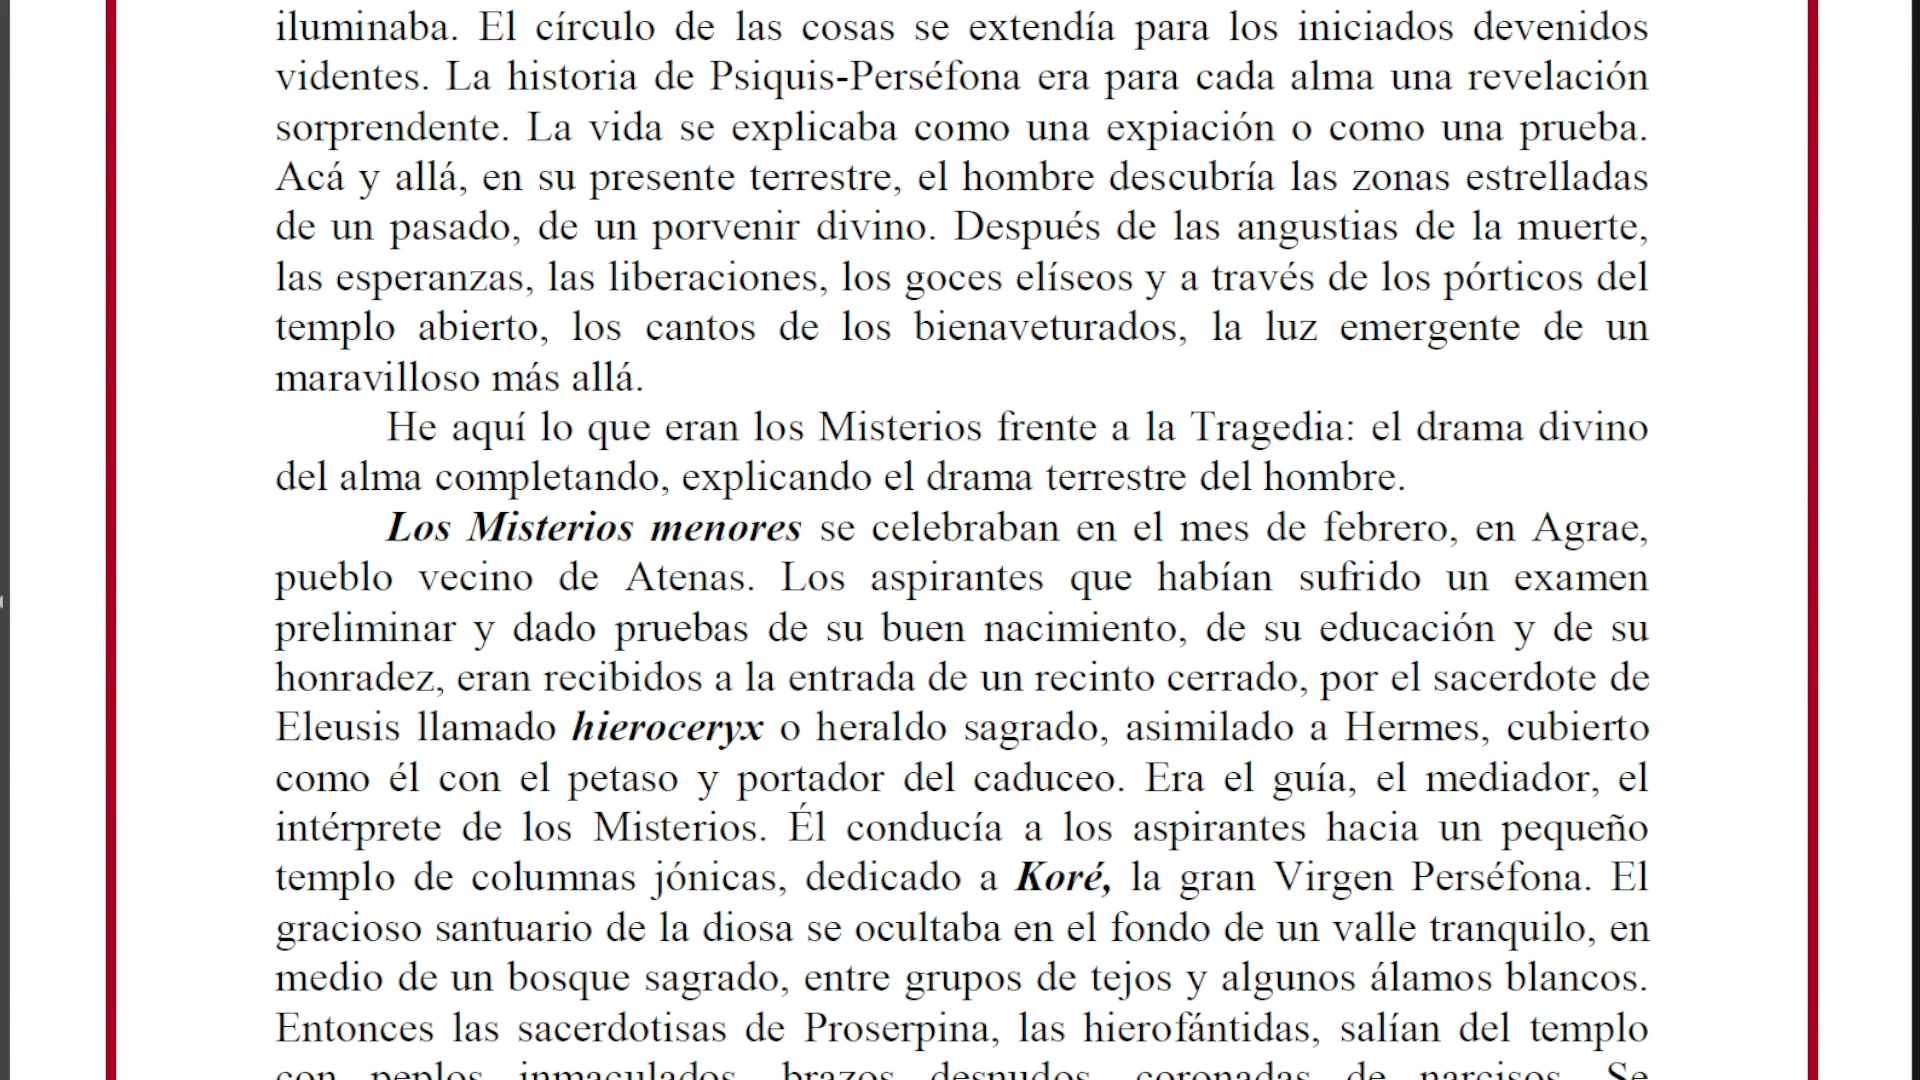 iluminaba. El círculo de las cosas se extendía para los iniciados devenidos
videntes. La historia de Psiquis-Perséfona era para cada alma una revelación
sorprendente. La vida se explicaba como una expiación o como una prueba.
Acá y allá, en su presente terrestre, el hombre descubría las zonas estrelladas
de un pasado, de un porvenir divino. Después de las angustias de la muerte,
las esperanzas, las liberaciones, los goces elíseos y a través de los pórticos del
templo abierto, los cantos de los bienaveturados, la luz emergente de un
maravilloso más allá.
He aquí lo que eran los Misterios frente a la Tragedia: el drama divino
del alma completando, explicando el drama terrestre del hombre.
Los Misterios menores se celebraban en el mes de febrero, en Agrae,
pueblo vecino de Atenas. Los aspirantes que habían sufrido un examen
preliminar y dado pruebas de su buen nacimiento, de su educación y de su
honradez, eran recibidos a la entrada de un recinto cerrado, por el sacerdote de
Eleusis llamado hieroceryx o heraldo sagrado, asimilado a Hermes, cubierto
como él con el petaso y portador del caduceo. Era el guía, el mediador, el
intérprete de los Misterios. Él conducía a los aspirantes hacia un pequeño
templo de columnas jónicas, dedicado a Koré, la gran Virgen Perséfona. El
gracioso santuario de la diosa se ocultaba en el fondo de un valle tranquilo, en
medio de un bosque sagrado, entre grupos de tejos y algunos álamos blancos.
Entonces las sacerdotisas de Proserpina, las hierofántidas, salían del templo
con peplos inmaculados, brazos desnudos, coronadas de narcisos. Se